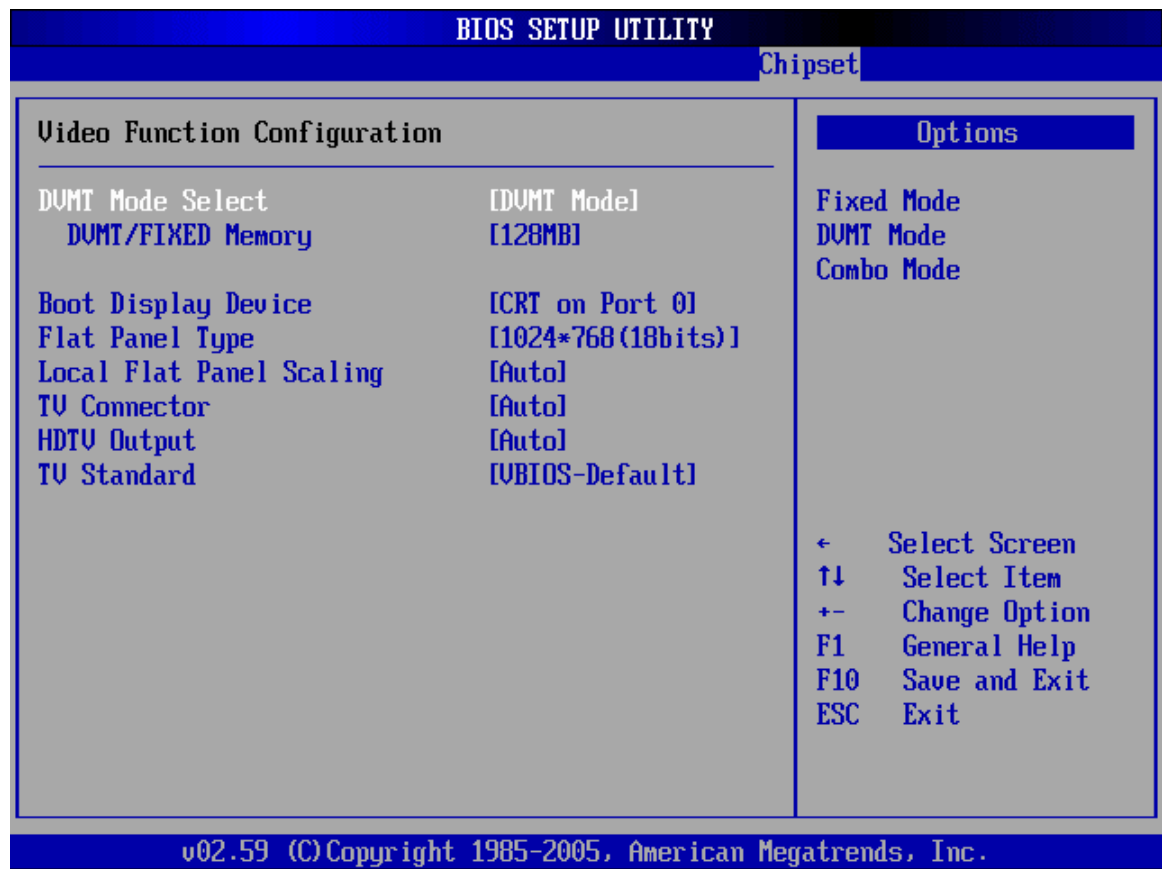 BIOS SETUP UTILITY
Chipset
Video Function Configuration
DVMT Mode Select [DVMT Mode]
DVMT/FIXED Memory [128MB]
Boot Display Device [CRT on Port 0]
Flat Panel Type [1024*768(18bits)]
Local Flat Panel Scaling [Auto]
TV Connector [Auto]
HDTV Output [Auto]
TV Standard [VBIOS-Default]
Options
Fixed Mode
DVMT Mode
Combo Mode
← Select Screen
↑↓ Select Item
+- Change Option
F1 General Help
F10 Save and Exit
ESC Exit
v02.59 (C)Copyright 1985-2005, American Megatrends, Inc.